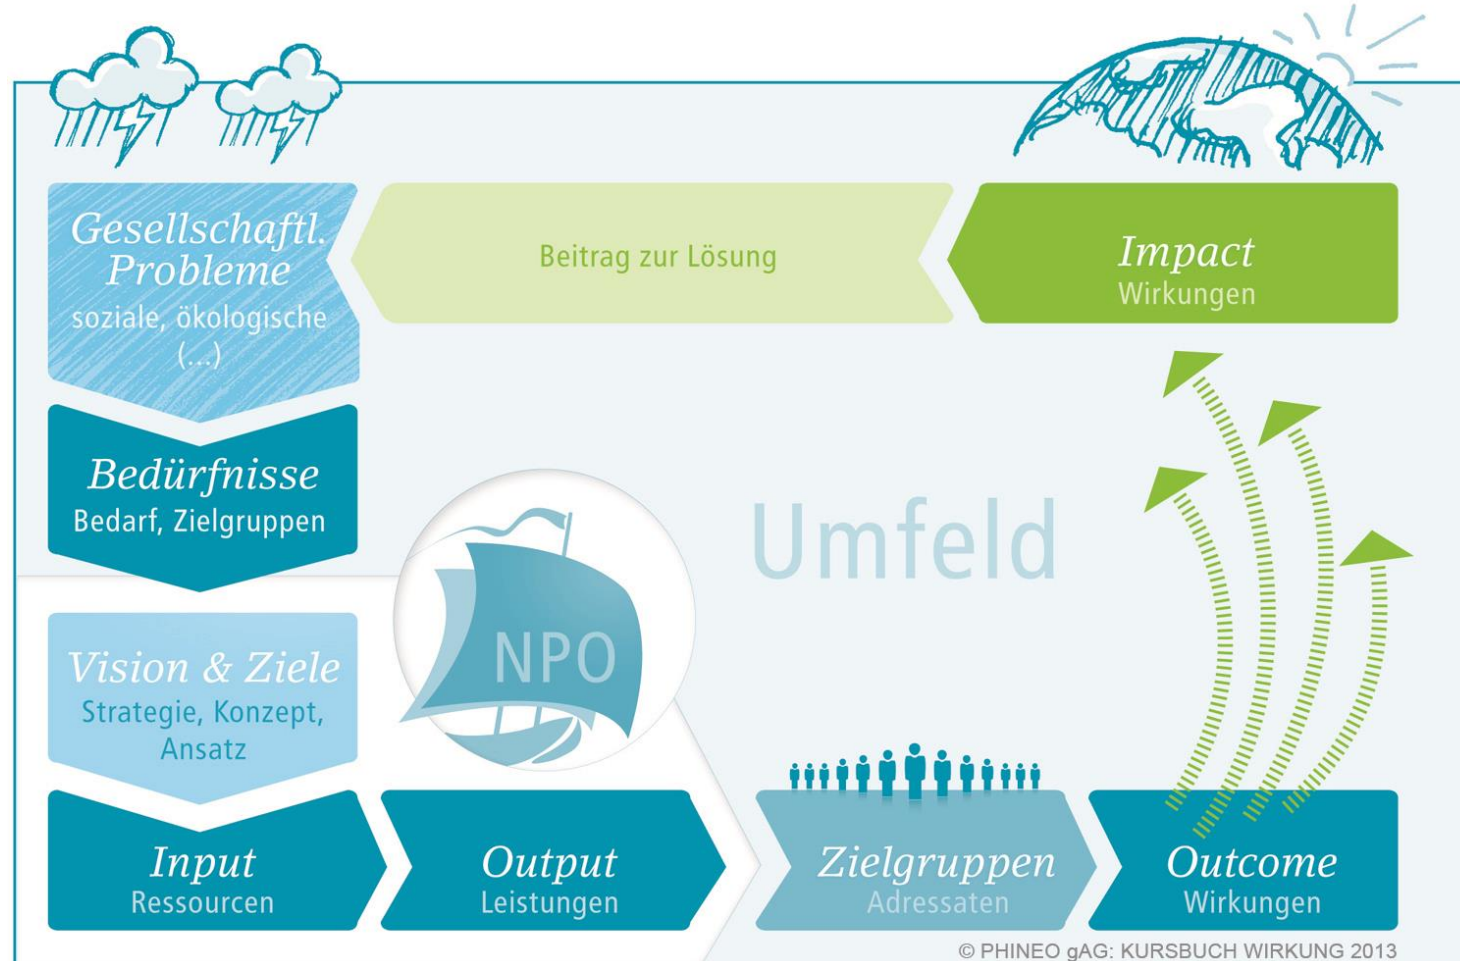 Gesellschaftl.
Probleme
soziale, ökologische
(...)
Beitrag zur Lösung
Impact
Wirkungen
Bedürfnisse
Bedarf, Zielgruppen
Umfeld
NPO
Vision & Ziele
Strategie, Konzept,
Ansatz
Input
Ressourcen
Output
Leistungen
Zielgruppen
Adressaten
Outcome
Wirkungen
© PHINEO gAG: KURSBUCH WIRKUNG 2013